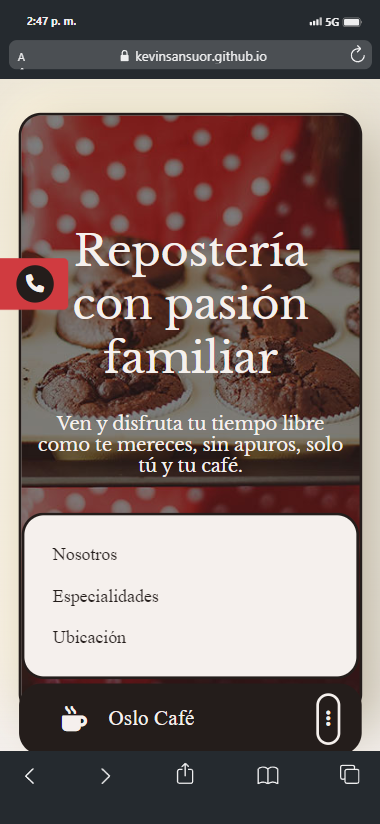 2:47 p. m.
5G
A
kevinsansuor.github.io
Repostería
con pasión
familiar
Ven y disfruta tu tiempo libre
como te mereces, sin apuros, solo
tú y tu café.
Nosotros
Especialidades
Ubicación
Oslo Café